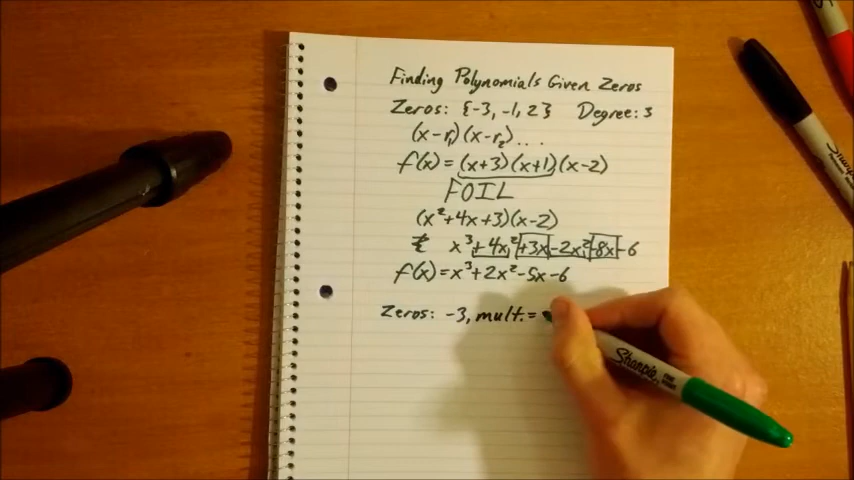 Finding Polynomials Given Zeros
Zeros: {-3, -1, 2} Degree: 3
(x-r₁)(x-r₂)....
f(x) = (x+3)(x+1)(x-2)
FOIL
(x²+4x+3)(x-2)
x³+4x²+3x-2x²-8x-6
f(x)=x³+2x²-5x-6
Zeros: -3, mult. =
Sharpie
Sharpie